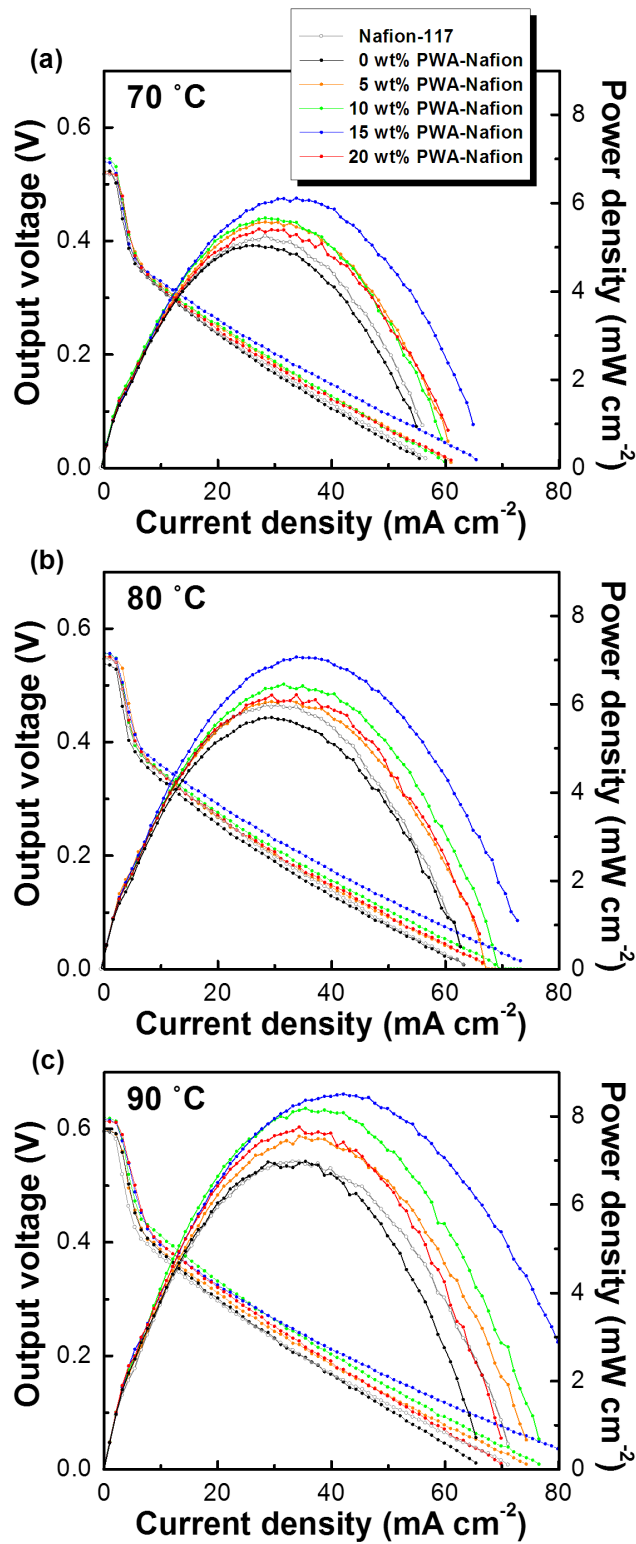 Nafion-117
0 wt% PWA-Nafion
5 wt% PWA-Nafion
10 wt% PWA-Nafion
15 wt% PWA-Nafion
20 wt% PWA-Nafion
(a)
70 ˚C
Output voltage (V)
0.6
0.4
0.2
0.0
8
6
4
2
0
Power density (mW cm⁻²)
0 20 40 60 80
Current density (mA cm⁻²)
(b)
80 ˚C
Output voltage (V)
0.6
0.4
0.2
0.0
8
6
4
2
0
Power density (mW cm⁻²)
0 20 40 60 80
Current density (mA cm⁻²)
(c)
90 ˚C
Output voltage (V)
0.6
0.4
0.2
0.0
8
6
4
2
0
Power density (mW cm⁻²)
0 20 40 60 80
Current density (mA cm⁻²)